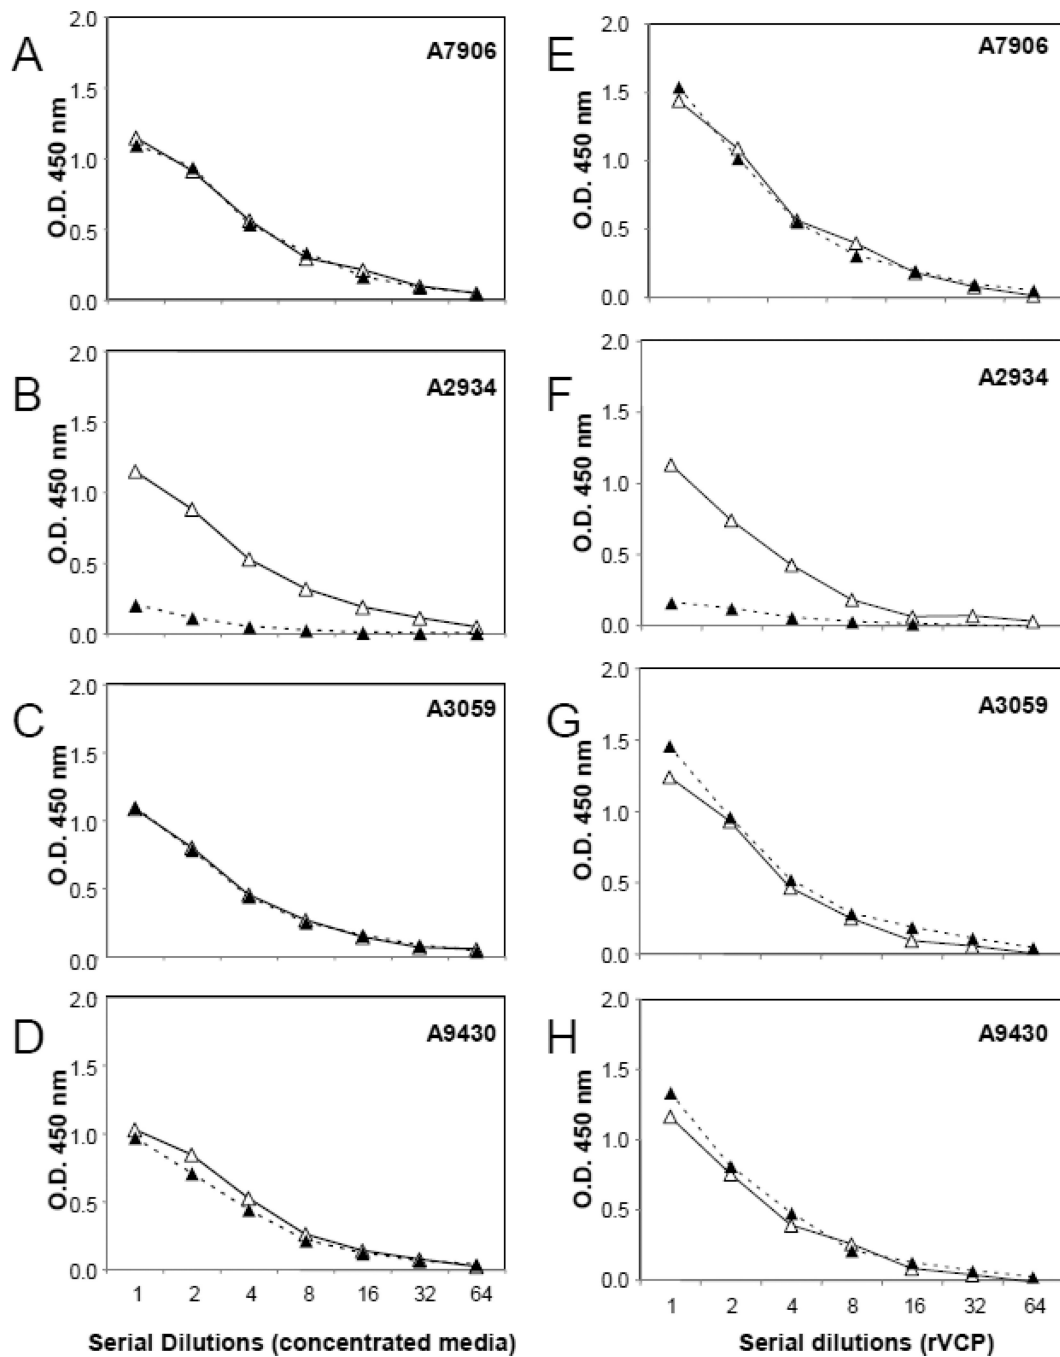 A
A7906
O.D. 450 nm
2.0
1.5
1.0
0.5
0.0
E
A7906
O.D. 450 nm
2.0
1.5
1.0
0.5
0.0
B
A2934
O.D. 450 nm
2.0
1.5
1.0
0.5
0.0
F
A2934
O.D. 450 nm
2.0
1.5
1.0
0.5
0.0
C
A3059
O.D. 450 nm
2.0
1.5
1.0
0.5
0.0
G
A3059
O.D. 450 nm
2.0
1.5
1.0
0.5
0.0
D
A9430
O.D. 450 nm
2.0
1.5
1.0
0.5
0.0
1 2 4 8 16 32 64
Serial Dilutions (concentrated media)
H
A9430
O.D. 450 nm
2.0
1.5
1.0
0.5
0.0
1 2 4 8 16 32 64
Serial dilutions (rVCP)